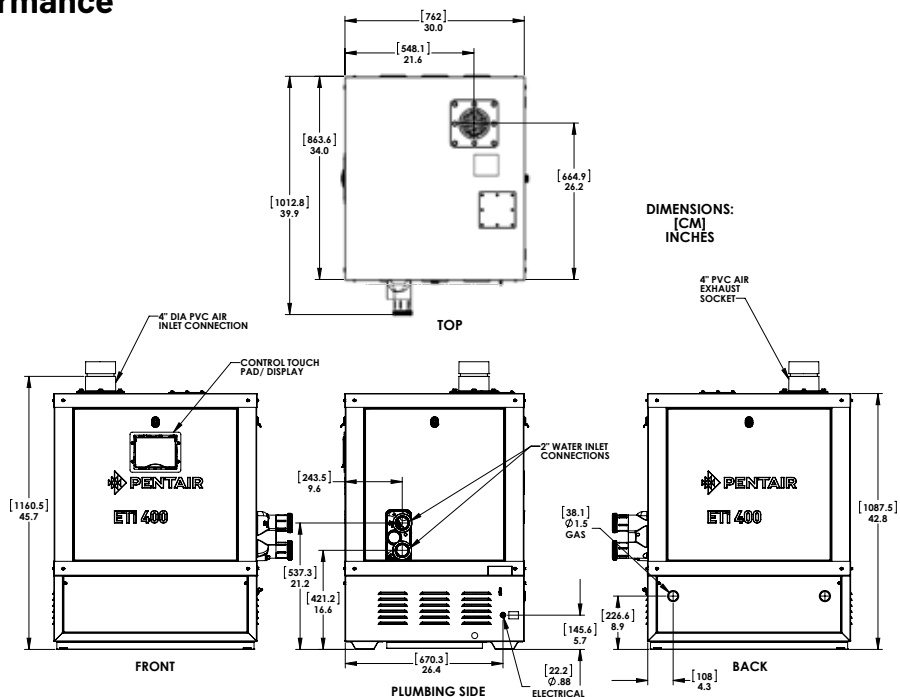 rmance
[762]
30.0
[548.1]
21.6
[863.6]
34.0
[1012.8]
39.9
[664.9]
26.2
DIMENSIONS:
[CM]
INCHES
TOP
4" DIA PVC AIR
INLET CONNECTION
CONTROL TOUCH
PAD/ DISPLAY
4" PVC AIR
EXHAUST
SOCKET
PENTAIR
ETI 400
[1160.5]
45.7
FRONT
[243.5]
9.6
2" WATER INLET
CONNECTIONS
[537.3]
21.2
[421.2]
16.6
[145.6]
5.7
[670.3]
26.4
[22.2]
Ø.88
ELECTRICAL
PLUMBING SIDE
[38.1]
Ø1.5
GAS
PENTAIR
ETI 400
[1087.5]
42.8
[226.6]
8.9
[108]
4.3
BACK